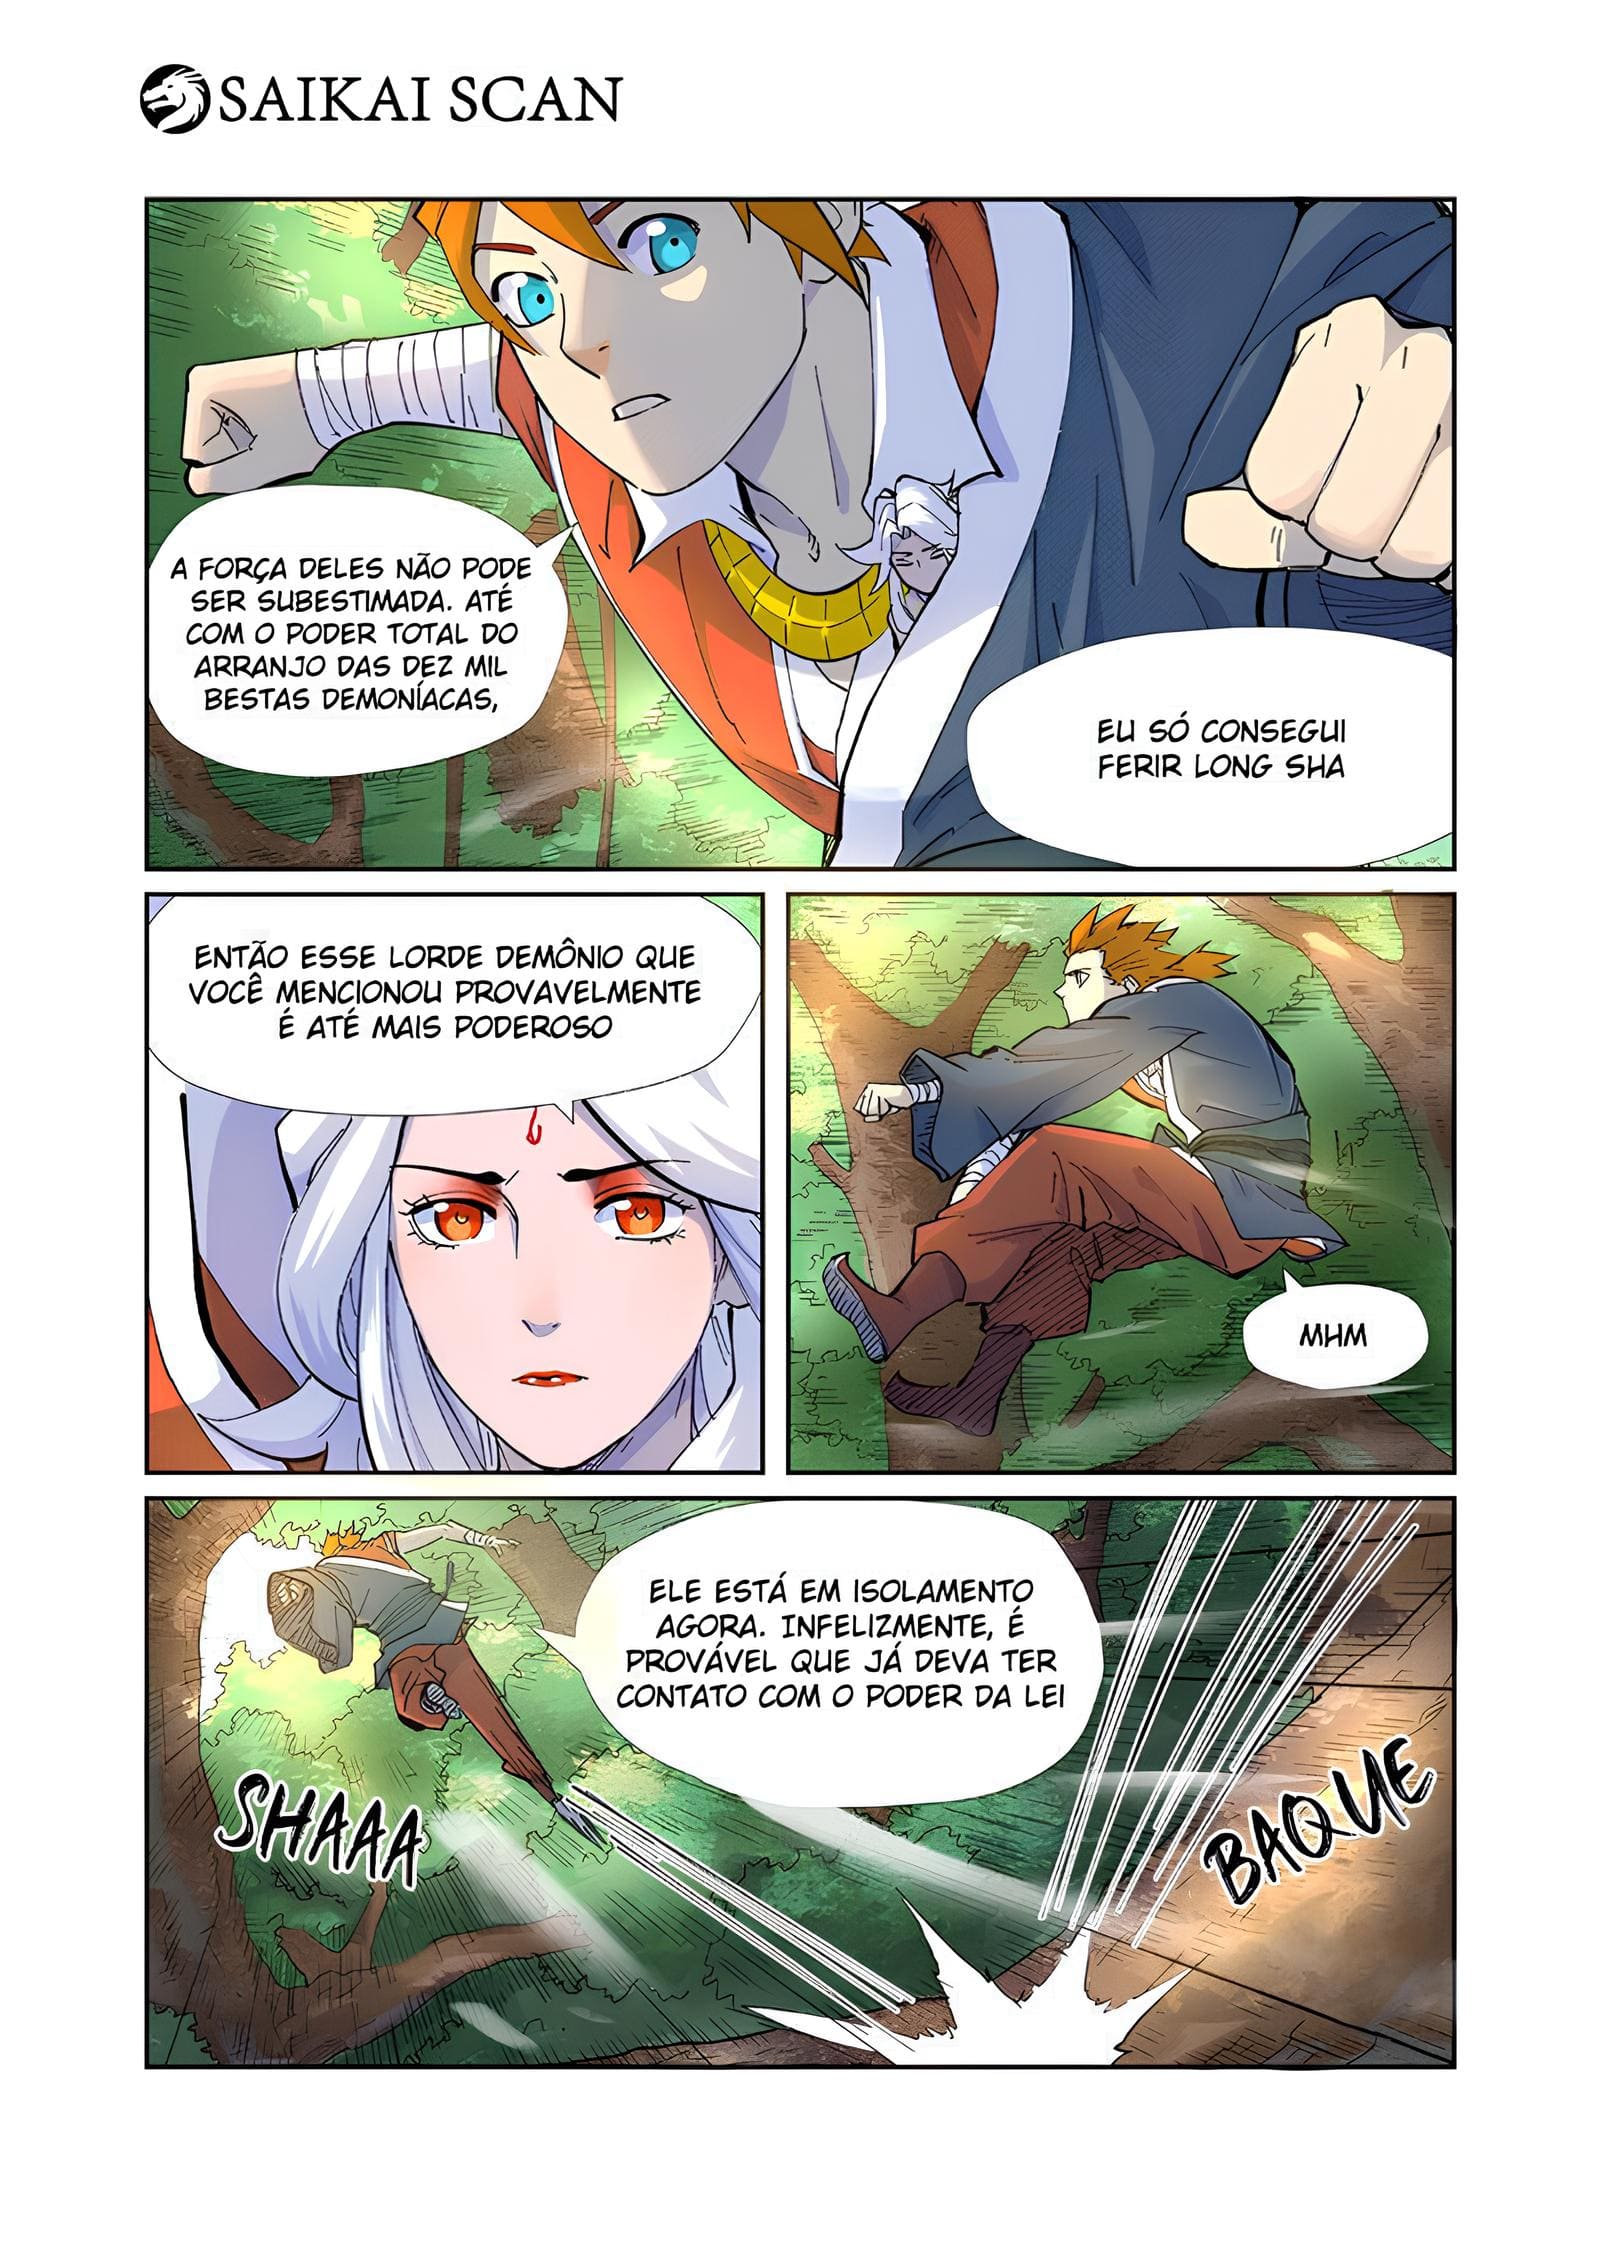 SAIKAI SCAN
A FORÇA DELES NÃO PODE
SER SUBESTIMADA. ATÉ
COM O PODER TOTAL DO
ARRANJO DAS DEZ MIL
BESTAS DEMONÍACAS,
EU SÓ CONSEGUI
FERIR LONG SHA
ENTÃO ESSE LORDE DEMÔNIO QUE
VOCÊ MENCIONOU PROVAVELMENTE
É ATÉ MAIS PODEROSO
MHM
ELE ESTÁ EM ISOLAMENTO
AGORA. INFELIZMENTE, É
PROVÁVEL QUE JÁ DEVA TER
CONTATO COM O PODER DA LEI
SHAAA
BAQUE